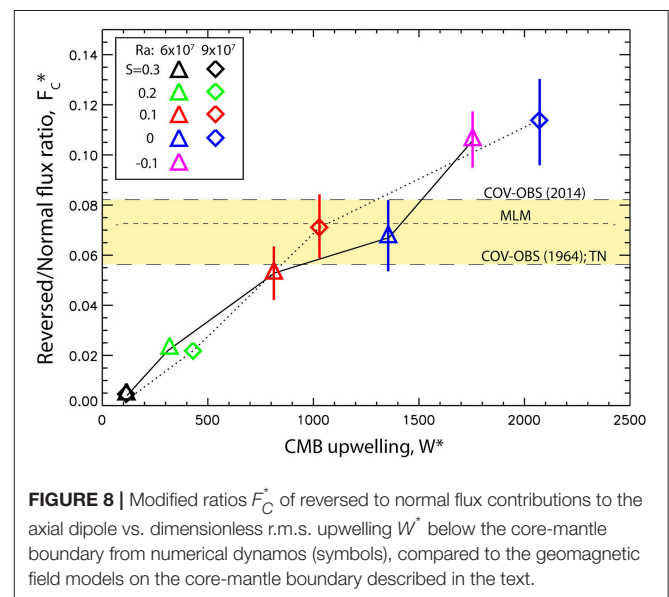 Ra: 6x10⁷ 9x10⁷
S=0.3
0.2
0.1
0
-0.1
COV-OBS (2014)
MLM
COV-OBS (1964); TN
Reversed/Normal flux ratio, F_C*
0.14
0.12
0.10
0.08
0.06
0.04
0.02
0.00
0 500 1000 1500 2000 2500
CMB upwelling, W*
FIGURE 8 | Modified ratios F*_C of reversed to normal flux contributions to the
axial dipole vs. dimensionless r.m.s. upwelling W* below the core-mantle
boundary from numerical dynamos (symbols), compared to the geomagnetic
field models on the core-mantle boundary described in the text.